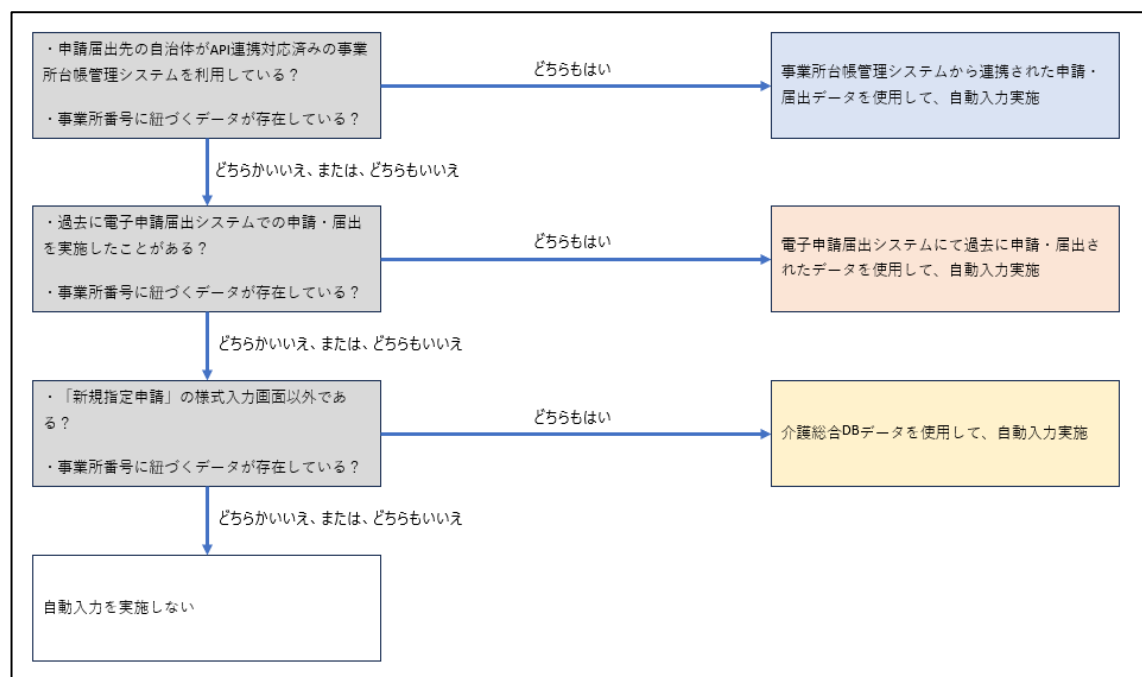 ・申請届出先の自治体がAPI連携対応済みの事業
所台帳管理システムを利用している？
・事業所番号に紐づくデータが存在している？
どちらもはい
事業所台帳管理システムから連携された申請・
届出データを使用して、自動入力実施
どちらかいいえ、または、どちらもいいえ
・過去に電子申請届出システムでの申請・届出
を実施したことがある？
・事業所番号に紐づくデータが存在している？
どちらもはい
電子申請届出システムにて過去に申請・届出さ
れたデータを使用して、自動入力実施
どちらかいいえ、または、どちらもいいえ
・「新規指定申請」の様式入力画面以外であ
る？
・事業所番号に紐づくデータが存在している？
どちらもはい
介護総合DBデータを使用して、自動入力実施
どちらかいいえ、または、どちらもいいえ
自動入力を実施しない